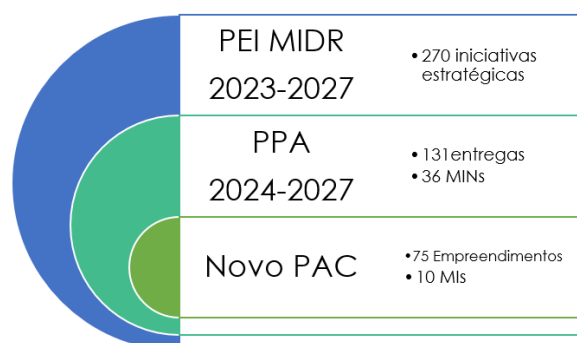 PEI MIDR
2023-2027
• 270 iniciativas
estratégicas
PPA
2024-2027
• 131entregas
• 36 MINs
Novo PAC
• 75 Empreendimentos
• 10 MIs